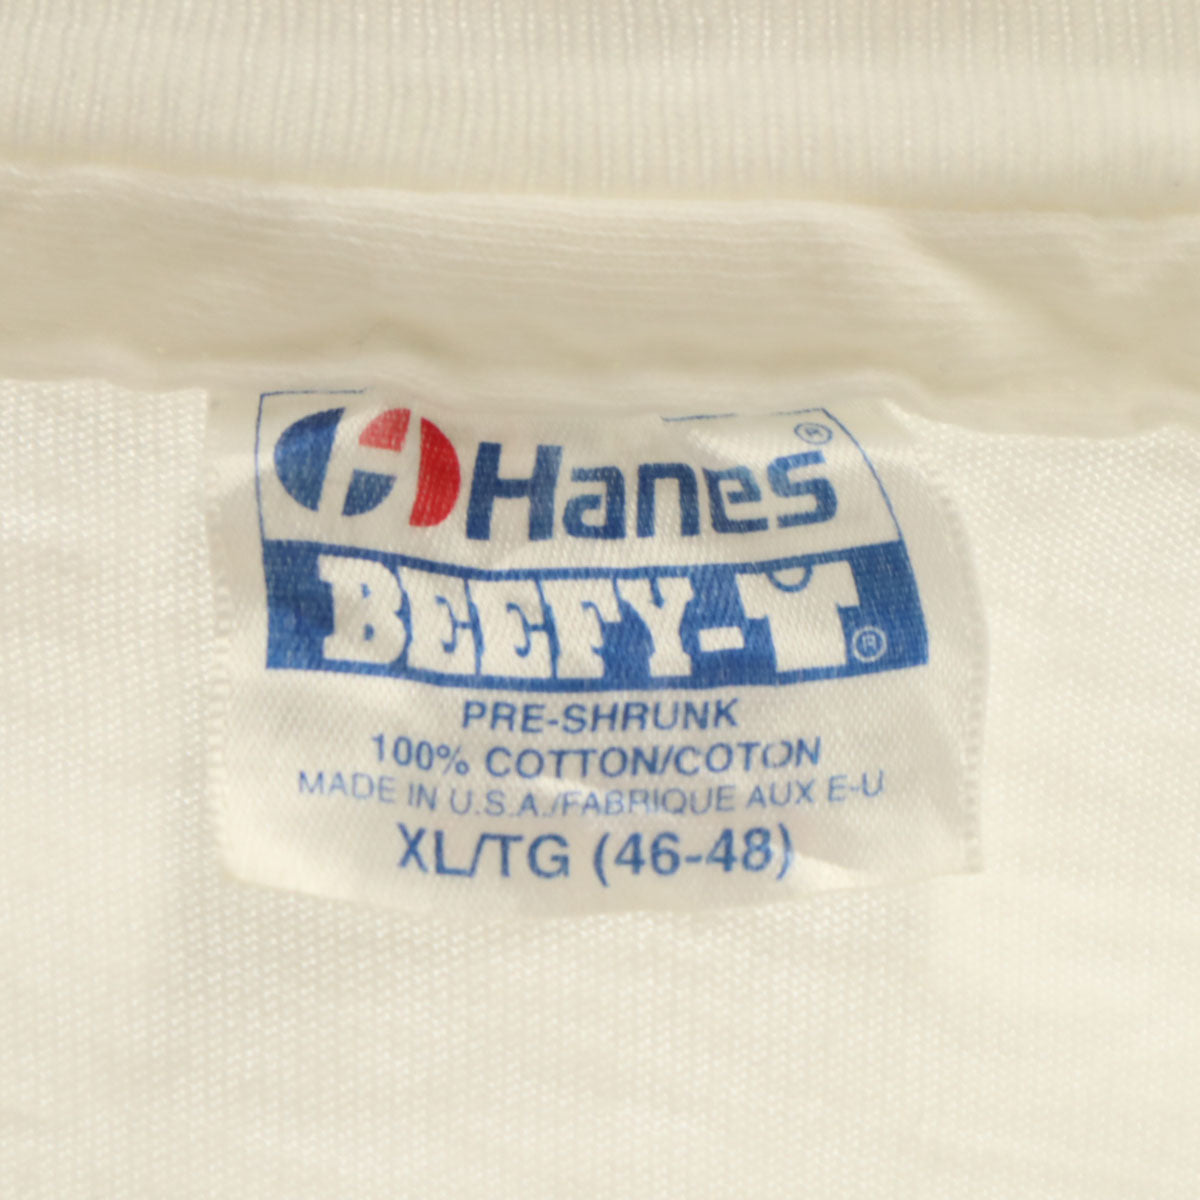 Hanes®
BEEFY-T®
PRE-SHRUNK
100% COTTON/COTON
MADE IN U.S.A./FABRIQUE AUX E-U
XL/TG (46-48)